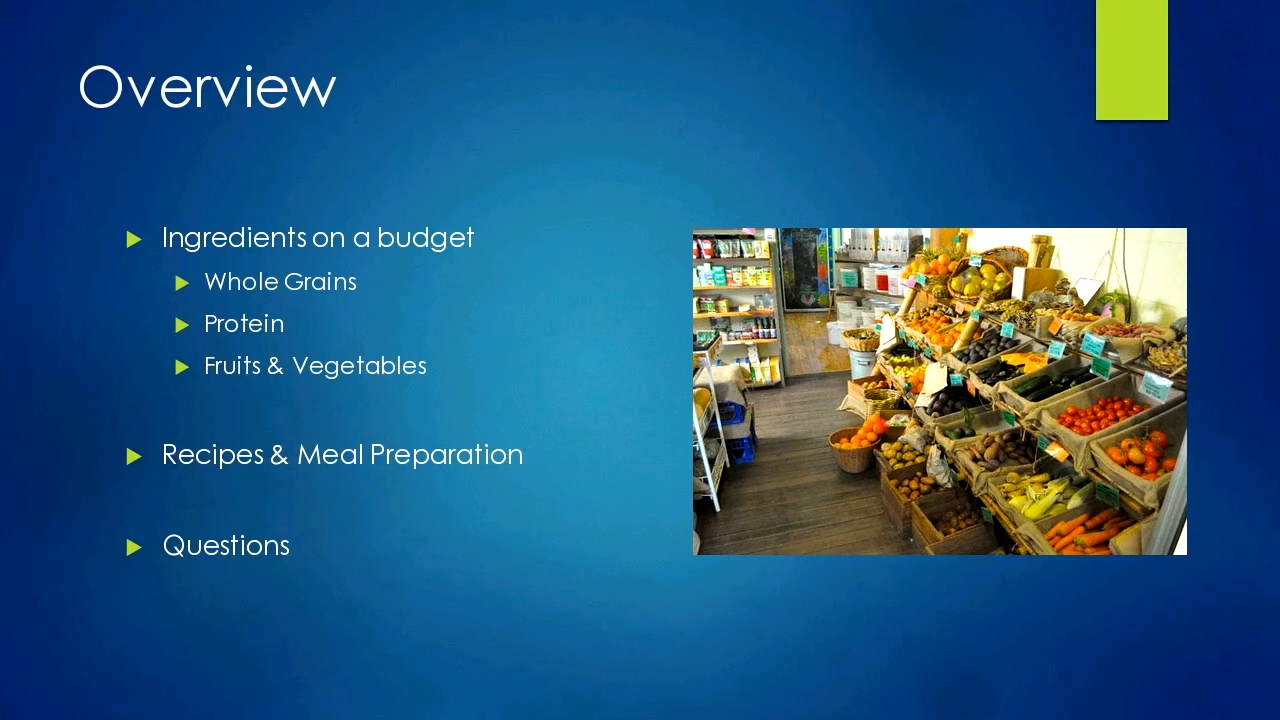 Overview
Ingredients on a budget
Whole Grains
Protein
Fruits & Vegetables
Recipes & Meal Preparation
Questions